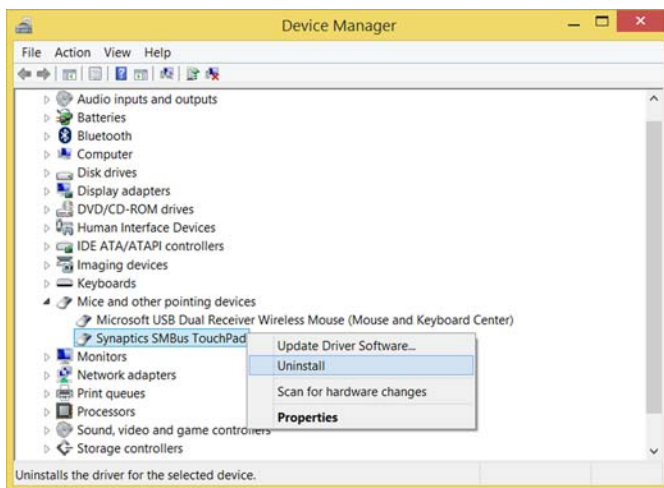 Device Manager
File Action View Help
Audio inputs and outputs
Batteries
Bluetooth
Computer
Disk drives
Display adapters
DVD/CD-ROM drives
Human Interface Devices
IDE ATA/ATAPI controllers
Imaging devices
Keyboards
Mice and other pointing devices
Microsoft USB Dual Receiver Wireless Mouse (Mouse and Keyboard Center)
Synaptics SMBus TouchPad
Update Driver Software...
Uninstall
Scan for hardware changes
Properties
Monitors
Network adapters
Print queues
Processors
Sound, video and game controllers
Storage controllers
Uninstalls the driver for the selected device.